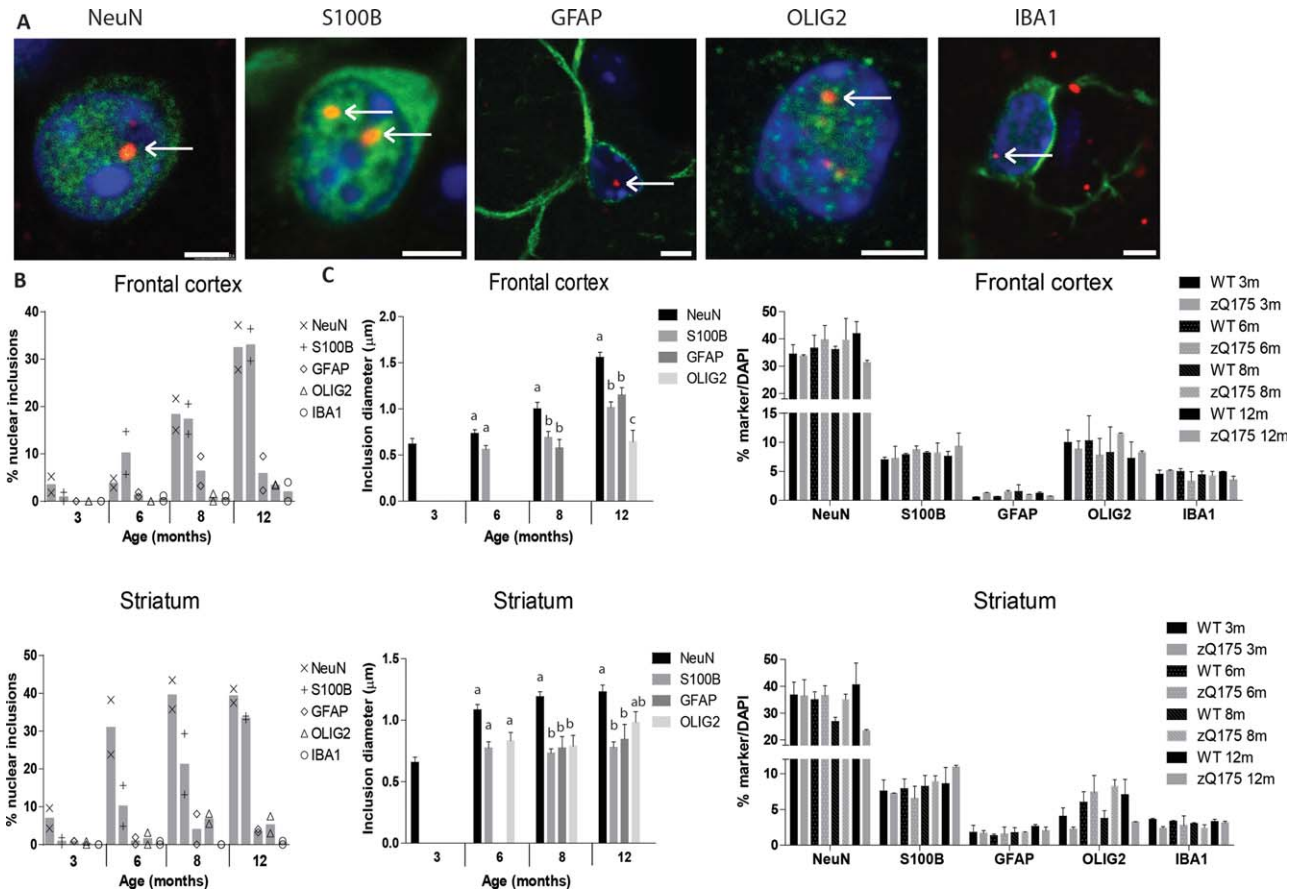 A
NeuN S100B GFAP OLIG2 IBA1
B
Frontal cortex
% nuclear inclusions
40
30
20
10
0
3 6 8 12
Age (months)
NeuN
S100B
GFAP
OLIG2
IBA1
C
Frontal cortex
Inclusion diameter (μm)
2.0
1.5
1.0
0.5
0.0
a a a b b a b b c
3 6 8 12
Age (months)
NeuN
S100B
GFAP
OLIG2
Frontal cortex
% marker/DAPI
50
40
30
20
15
10
5
0
NeuN S100B GFAP OLIG2 IBA1
WT 3m
zQ175 3m
WT 6m
zQ175 6m
WT 8m
zQ175 8m
WT 12m
zQ175 12m
Striatum
% nuclear inclusions
50
40
30
20
10
0
3 6 8 12
Age (months)
NeuN
S100B
GFAP
OLIG2
IBA1
Striatum
Inclusion diameter (μm)
1.5
1.0
0.5
0.0
a a a a b b b a b b ab
3 6 8 12
Age (months)
NeuN
S100B
GFAP
OLIG2
Striatum
% marker/DAPI
50
40
30
20
10
5
0
NeuN S100B GFAP OLIG2 IBA1
WT 3m
zQ175 3m
WT 6m
zQ175 6m
WT 8m
zQ175 8m
WT 12m
zQ175 12m